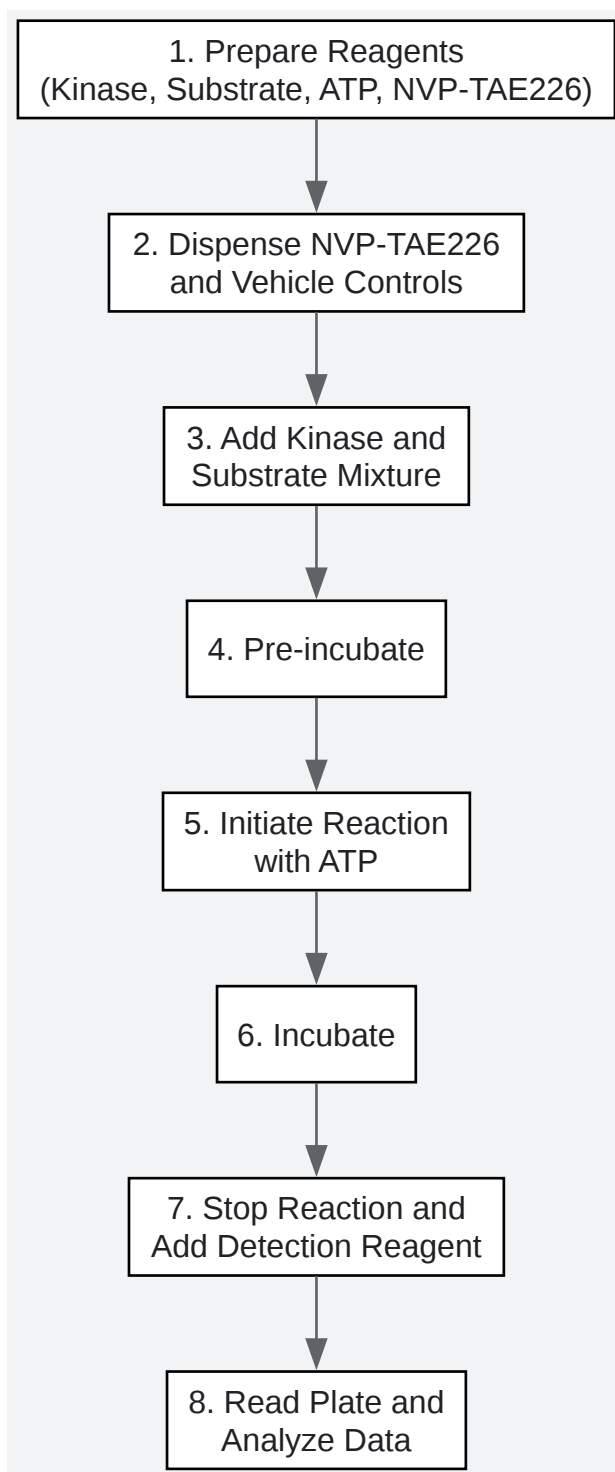 1. Prepare Reagents
(Kinase, Substrate, ATP, NVP-TAE226)
2. Dispense NVP-TAE226
and Vehicle Controls
3. Add Kinase and
Substrate Mixture
4. Pre-incubate
5. Initiate Reaction
with ATP
6. Incubate
7. Stop Reaction and
Add Detection Reagent
8. Read Plate and
Analyze Data